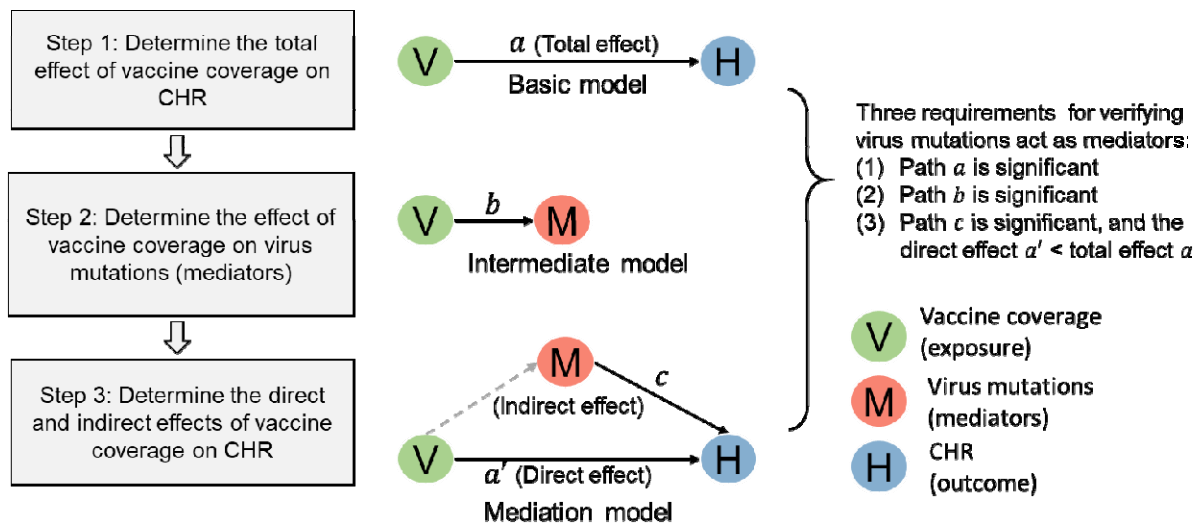 Step 1: Determine the total
effect of vaccine coverage on
CHR
V
a (Total effect)
H
Basic model
Step 2: Determine the effect of
vaccine coverage on virus
mutations (mediators)
V
b
M
Intermediate model
Step 3: Determine the direct
and indirect effects of vaccine
coverage on CHR
M
(Indirect effect)
c
V
a′ (Direct effect)
H
Mediation model
Three requirements for verifying
virus mutations act as mediators:
(1) Path a is significant
(2) Path b is significant
(3) Path c is significant, and the
direct effect a′ < total effect a
V
Vaccine coverage
(exposure)
M
Virus mutations
(mediators)
H
CHR
(outcome)